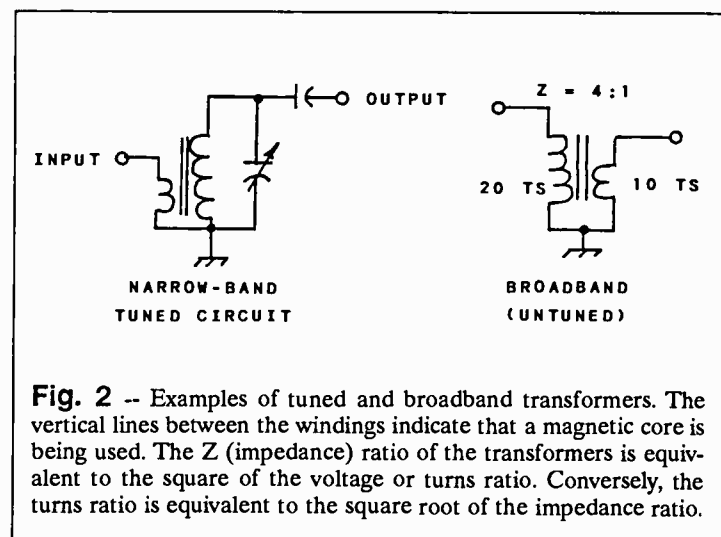 Z = 4:1
OUTPUT
INPUT
20 TS
10 TS
NARROW-BAND
TUNED CIRCUIT
BROADBAND
(UNTUNED)
Fig. 2 -- Examples of tuned and broadband transformers. The
vertical lines between the windings indicate that a magnetic core is
being used. The Z (impedance) ratio of the transformers is equiv-
alent to the square of the voltage or turns ratio. Conversely, the
turns ratio is equivalent to the square root of the impedance ratio.